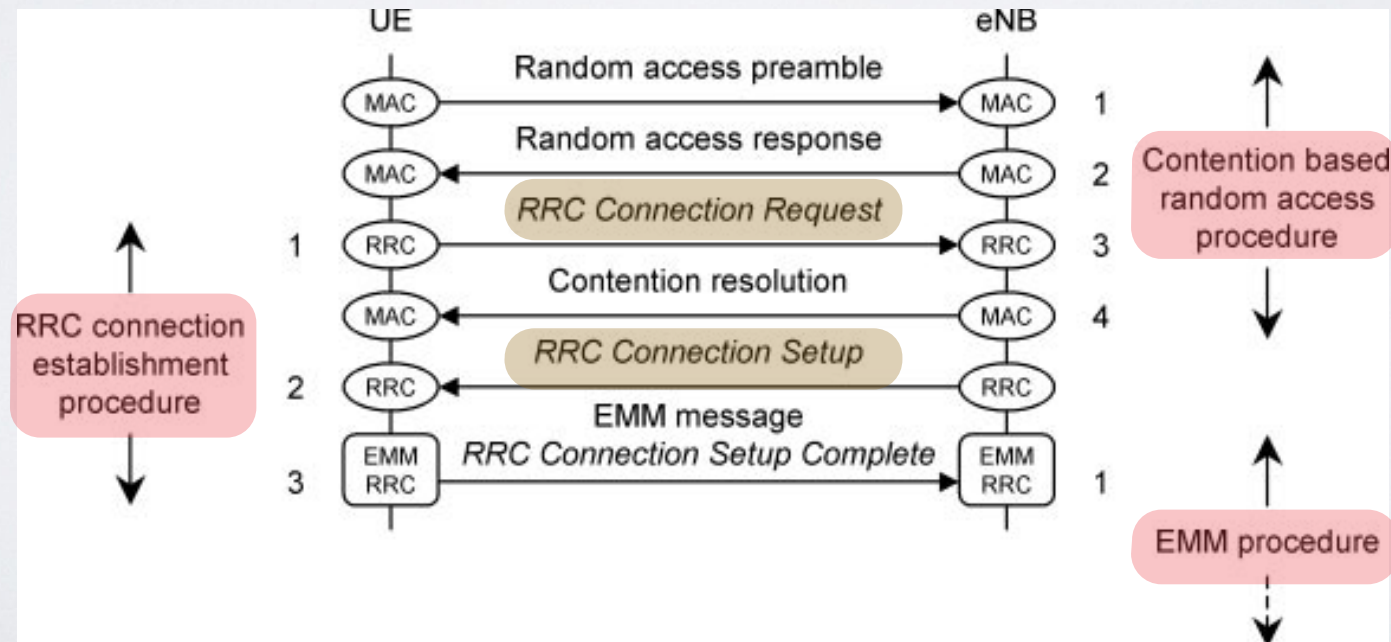 UE
eNB
Random access preamble
MAC
MAC
1
Random access response
MAC
MAC
2
Contention based
random access
procedure
RRC Connection Request
1
RRC
RRC
3
Contention resolution
MAC
MAC
4
RRC connection
establishment
procedure
RRC Connection Setup
2
RRC
RRC
EMM message
RRC Connection Setup Complete
3
EMM
RRC
EMM
RRC
1
EMM procedure